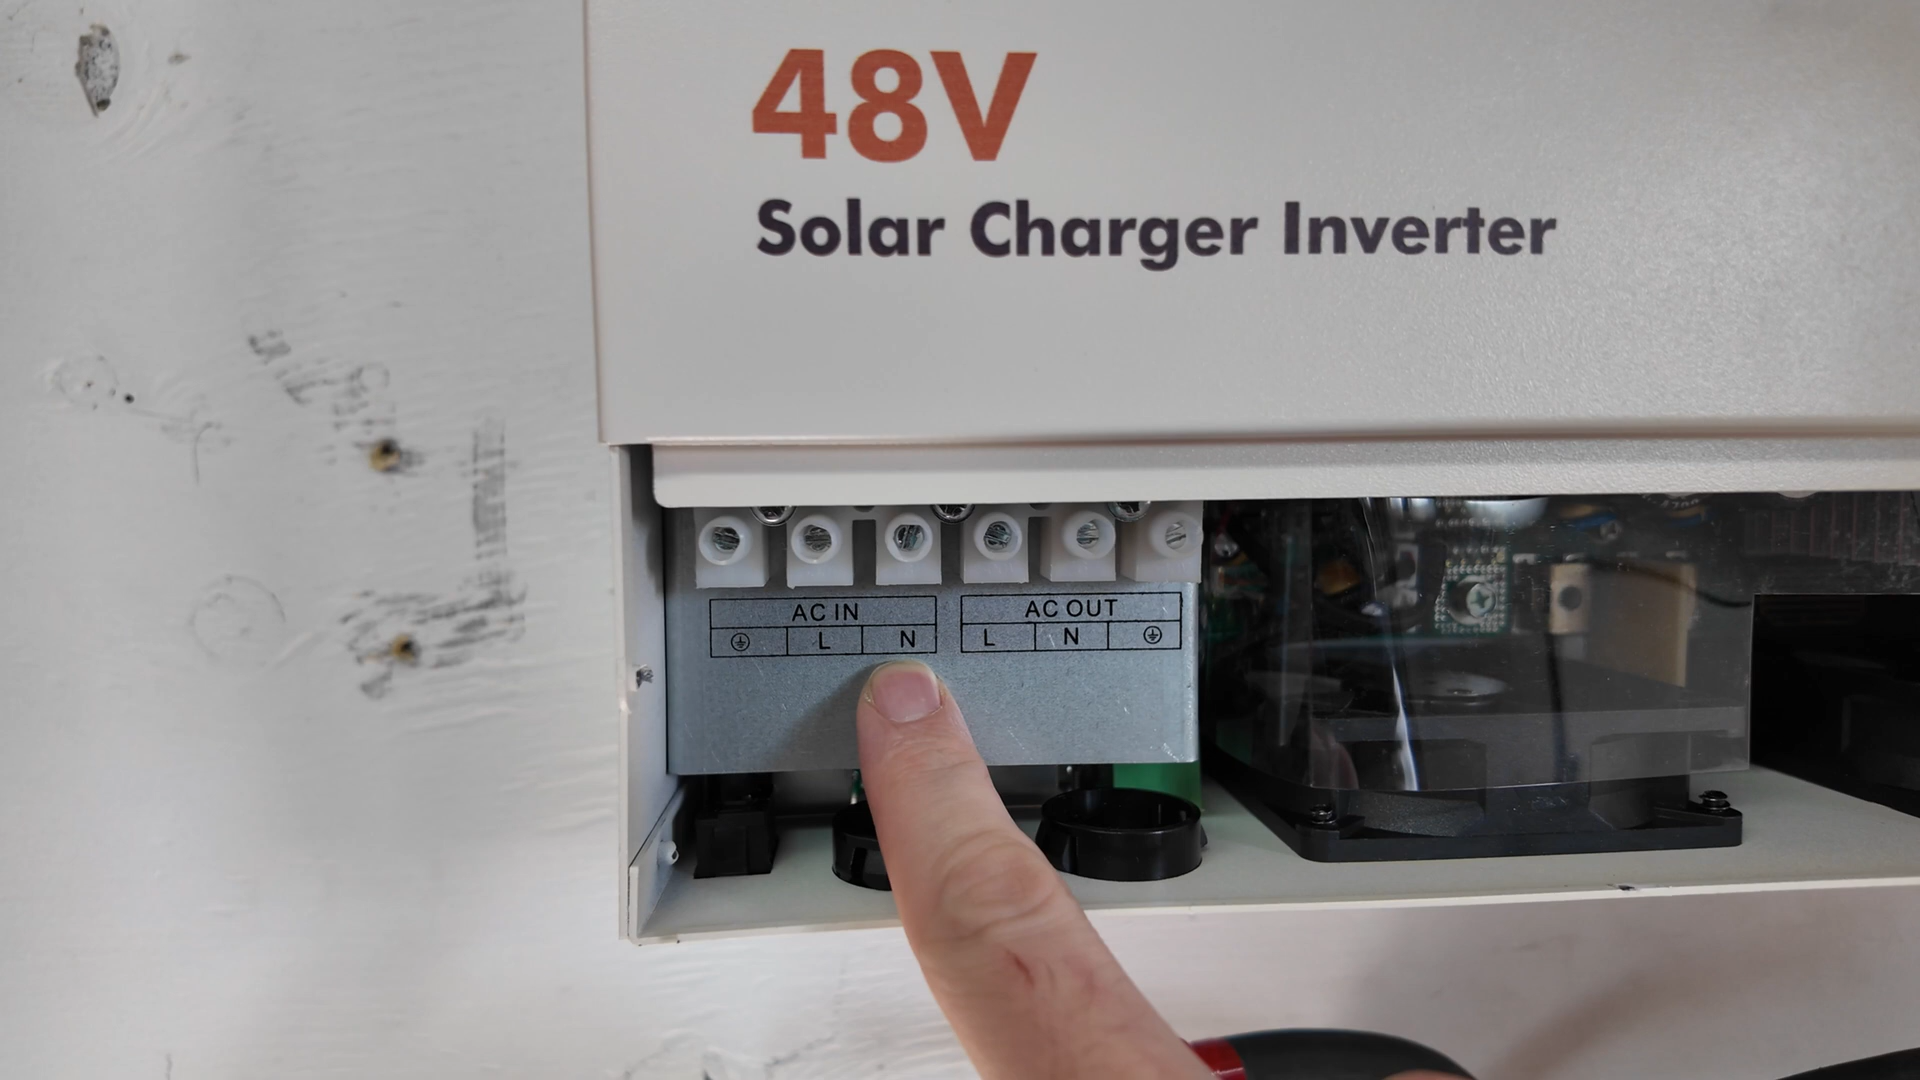 48V
Solar Charger Inverter
AC IN
AC OUT
⏚ L N
L N ⏚